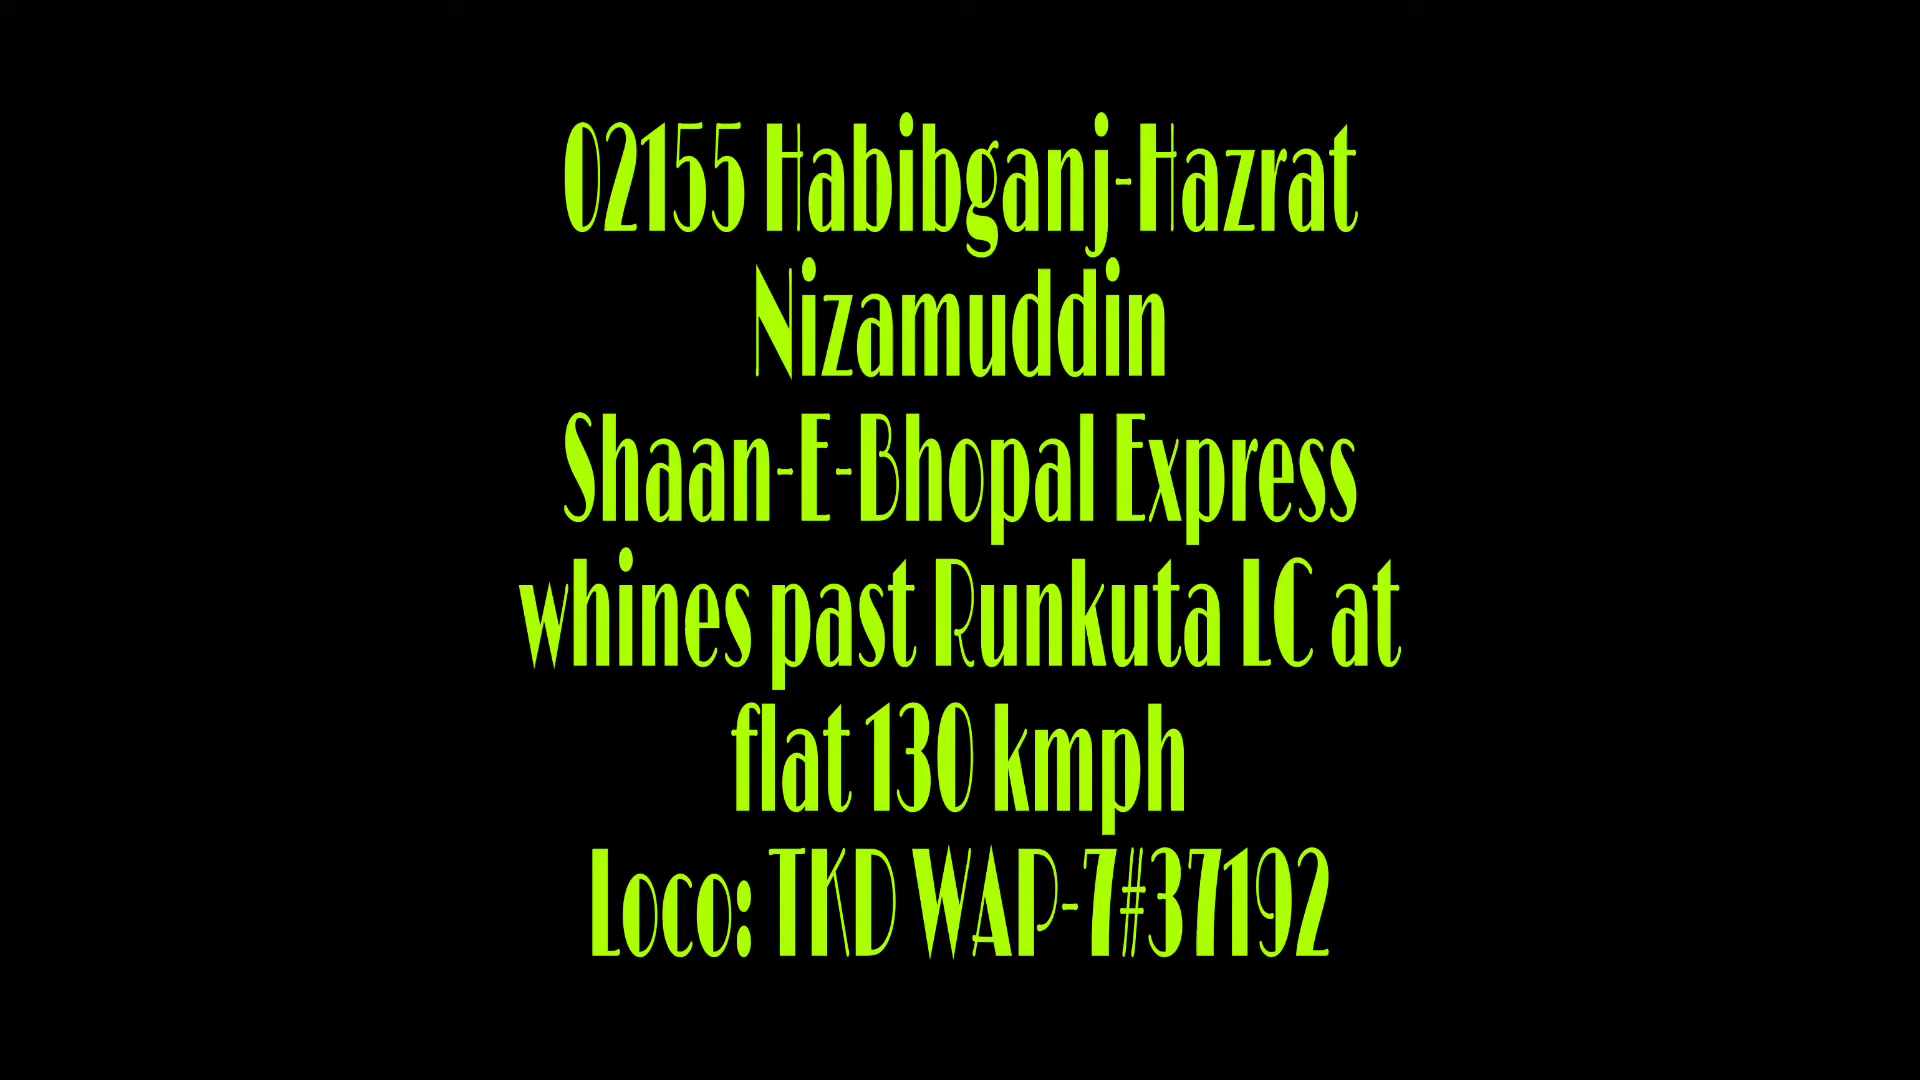 02155 Habibganj-Hazrat
Nizamuddin
Shaan-E-Bhopal Express
whines past Runkuta LC at
flat 130 kmph
Loco: TKD WAP-7#37192